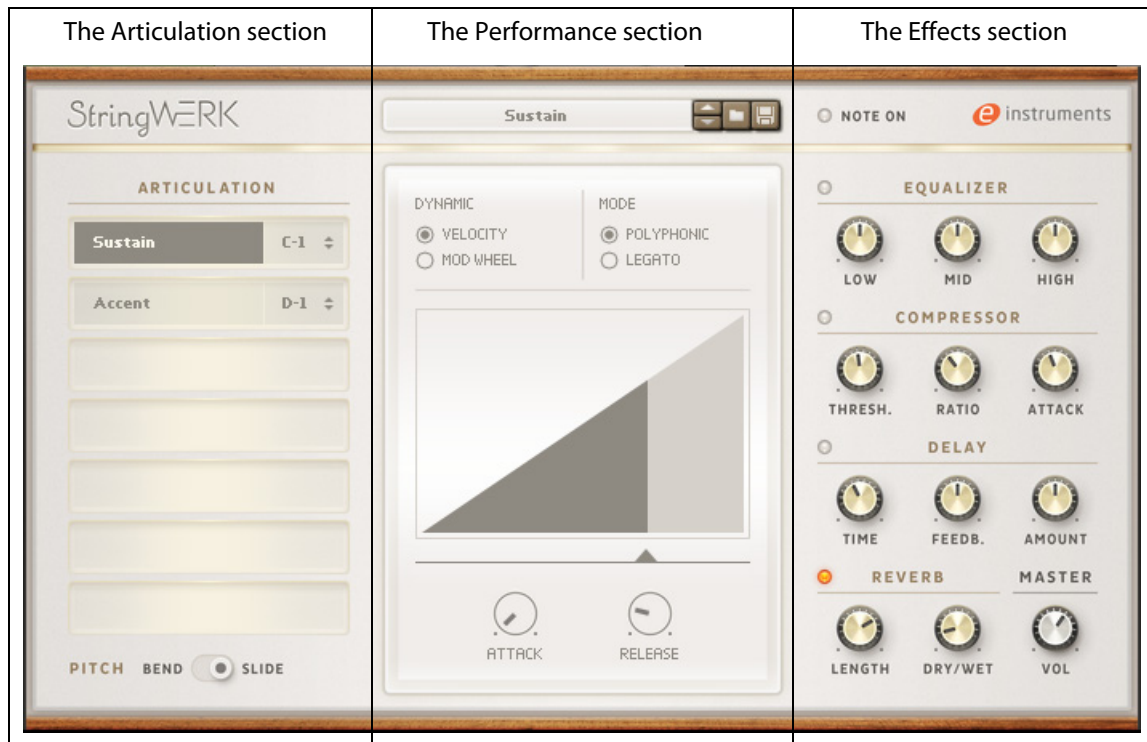 The Articulation section
The Performance section
The Effects section
StringWERK
Sustain
NOTE ON
e instruments
ARTICULATION
Sustain C-1
Accent D-1
PITCH BEND SLIDE
DYNAMIC
VELOCITY
MOD WHEEL
MODE
POLYPHONIC
LEGATO
ATTACK
RELEASE
EQUALIZER
LOW MID HIGH
COMPRESSOR
THRESH. RATIO ATTACK
DELAY
TIME FEEDB. AMOUNT
REVERB MASTER
LENGTH DRY/WET VOL